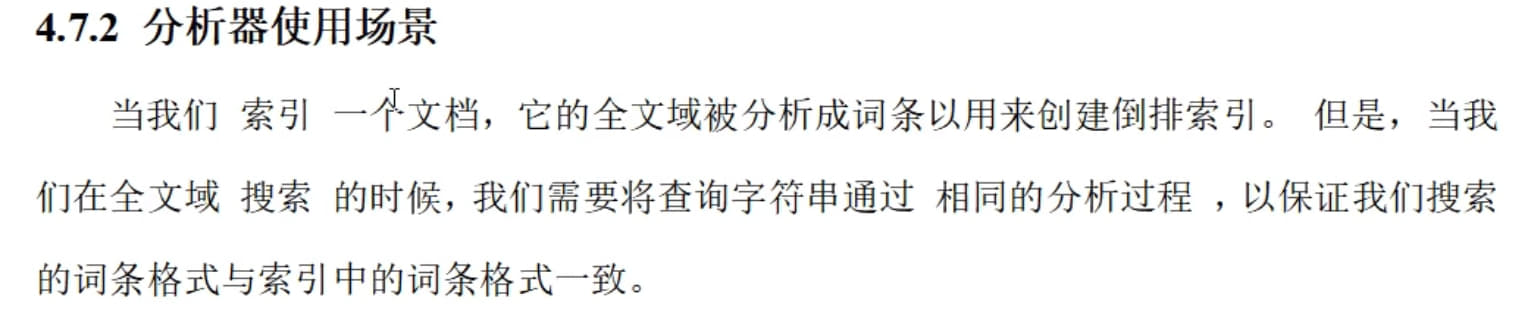 4.7.2 分析器使用场景
当我们 索引 一个文档，它的全文域被分析成词条以用来创建倒排索引。 但是，当我
们在全文域 搜索 的时候，我们需要将查询字符串通过 相同的分析过程 ，以保证我们搜索
的词条格式与索引中的词条格式一致。